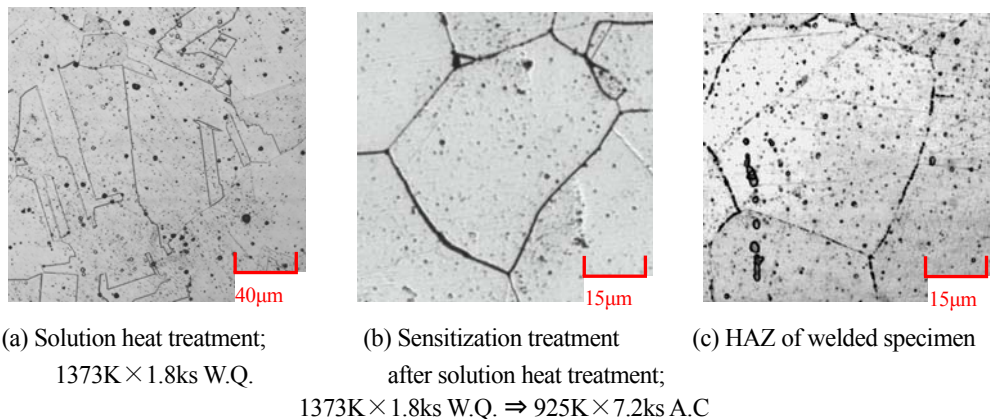 40μm
15μm
15μm
(a) Solution heat treatment;
1373K×1.8ks W.Q.
(b) Sensitization treatment
after solution heat treatment;
1373K×1.8ks W.Q. ⇒ 925K×7.2ks A.C
(c) HAZ of welded specimen